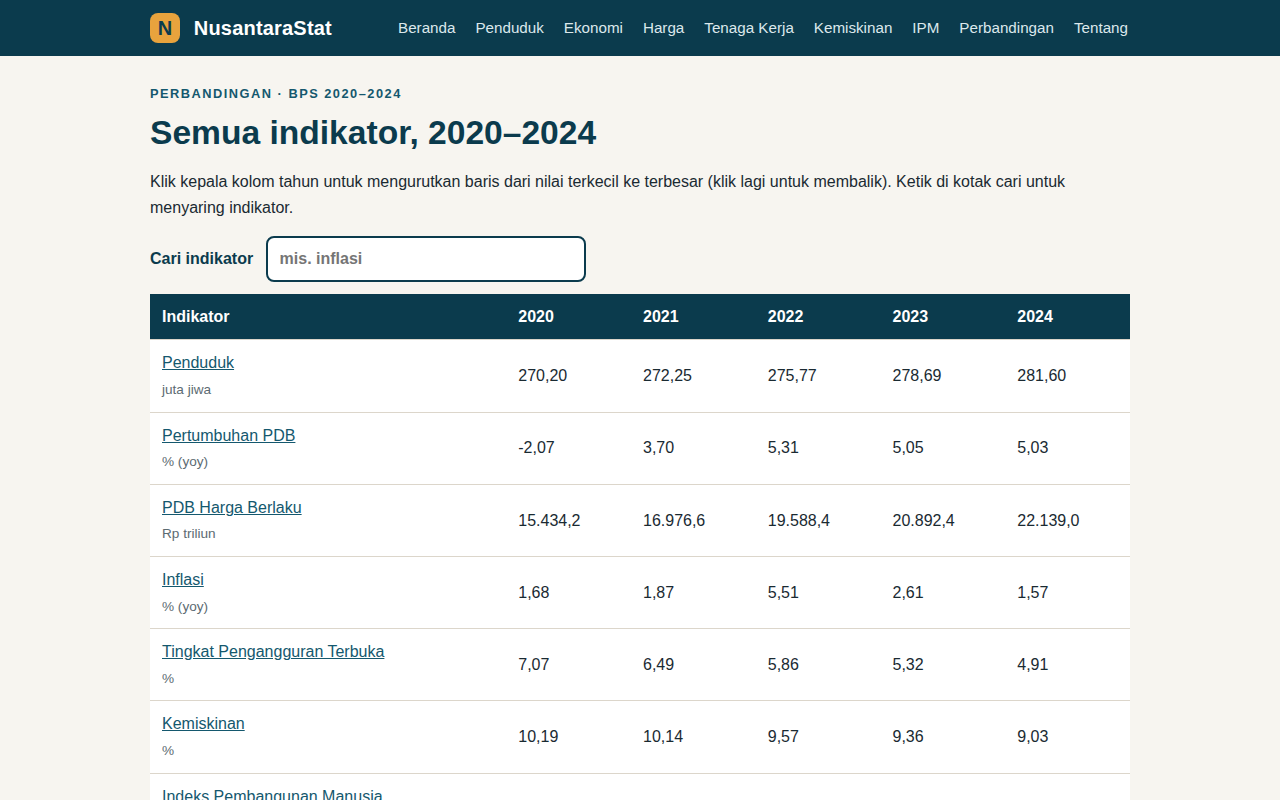 N NusantaraStat Beranda Penduduk Ekonomi Harga Tenaga Kerja Kemiskinan IPM Perbandingan Tentang
PERBANDINGAN · BPS 2020–2024
Semua indikator, 2020–2024
Klik kepala kolom tahun untuk mengurutkan baris dari nilai terkecil ke terbesar (klik lagi untuk membalik). Ketik di kotak cari untuk
menyaring indikator.
Cari indikator mis. inflasi
Indikator 2020 2021 2022 2023 2024
Penduduk
juta jiwa
270,20 272,25 275,77 278,69 281,60
Pertumbuhan PDB
% (yoy)
-2,07 3,70 5,31 5,05 5,03
PDB Harga Berlaku
Rp triliun
15.434,2 16.976,6 19.588,4 20.892,4 22.139,0
Inflasi
% (yoy)
1,68 1,87 5,51 2,61 1,57
Tingkat Pengangguran Terbuka
%
7,07 6,49 5,86 5,32 4,91
Kemiskinan
%
10,19 10,14 9,57 9,36 9,03
Indeks Pembangunan Manusia